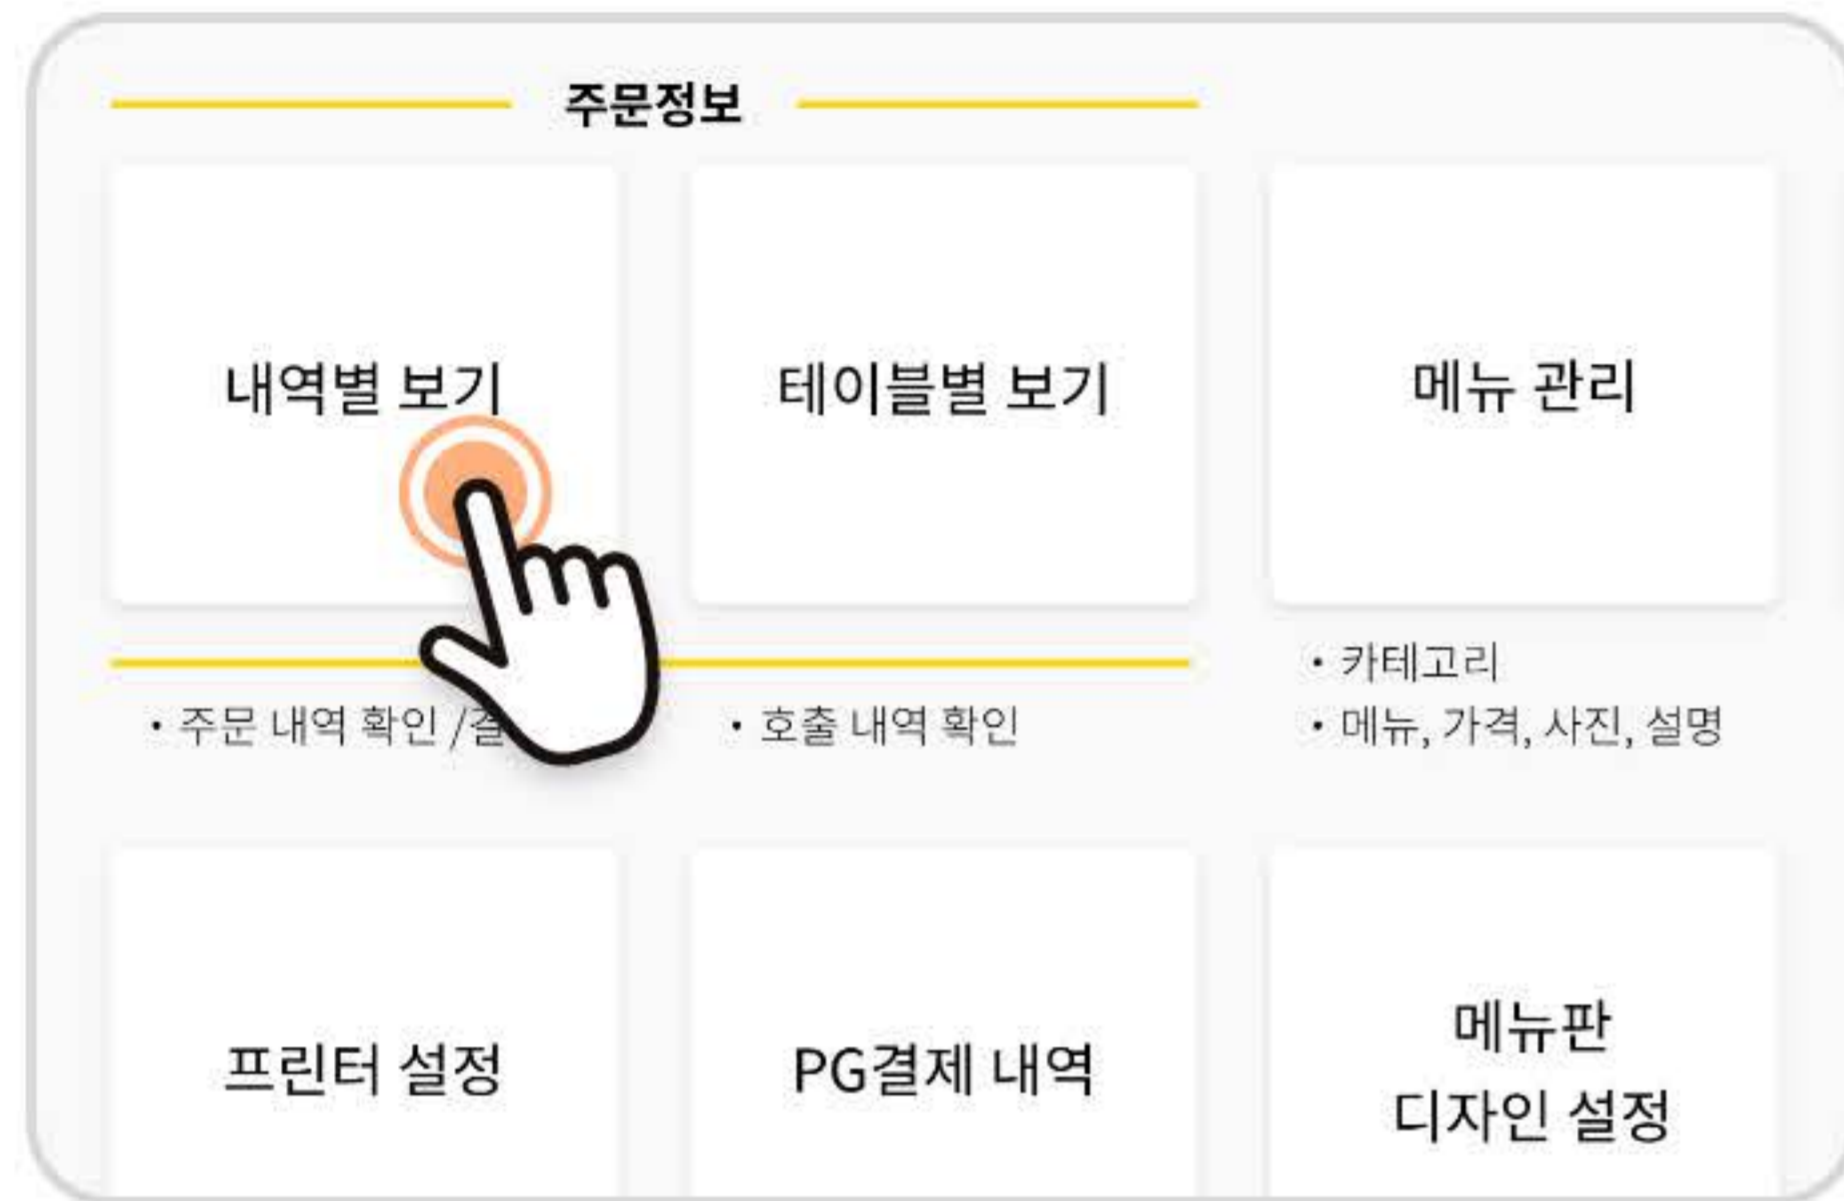 주문정보
내역별 보기
테이블별 보기
메뉴 관리
• 주문 내역 확인 /
• 호출 내역 확인
• 카테고리
• 메뉴, 가격, 사진, 설명
프린터 설정
PG결제 내역
메뉴판
디자인 설정